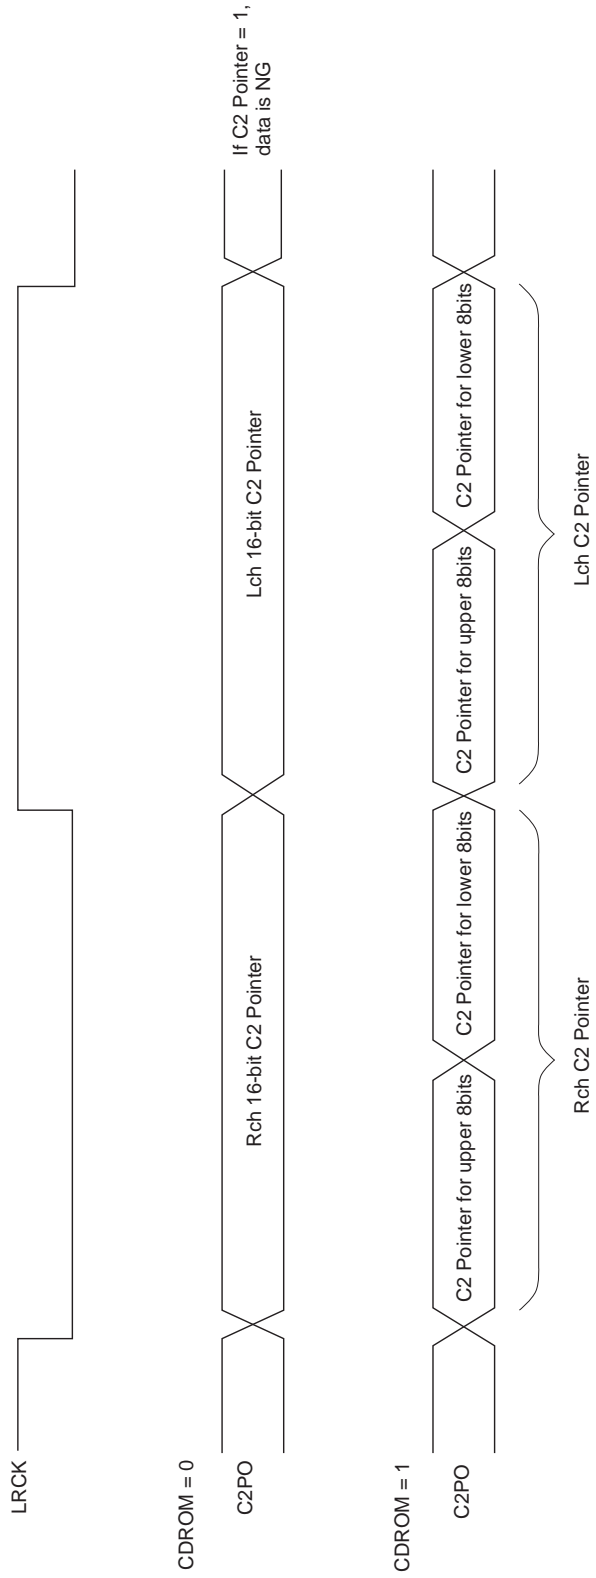 LRCK
CDROM = 0
C2PO
Rch 16-bit C2 Pointer
Lch 16-bit C2 Pointer
If C2 Pointer = 1,
data is NG
CDROM = 1
C2PO
C2 Pointer for upper 8bits
C2 Pointer for lower 8bits
C2 Pointer for upper 8bits
C2 Pointer for lower 8bits
Rch C2 Pointer
Lch C2 Pointer